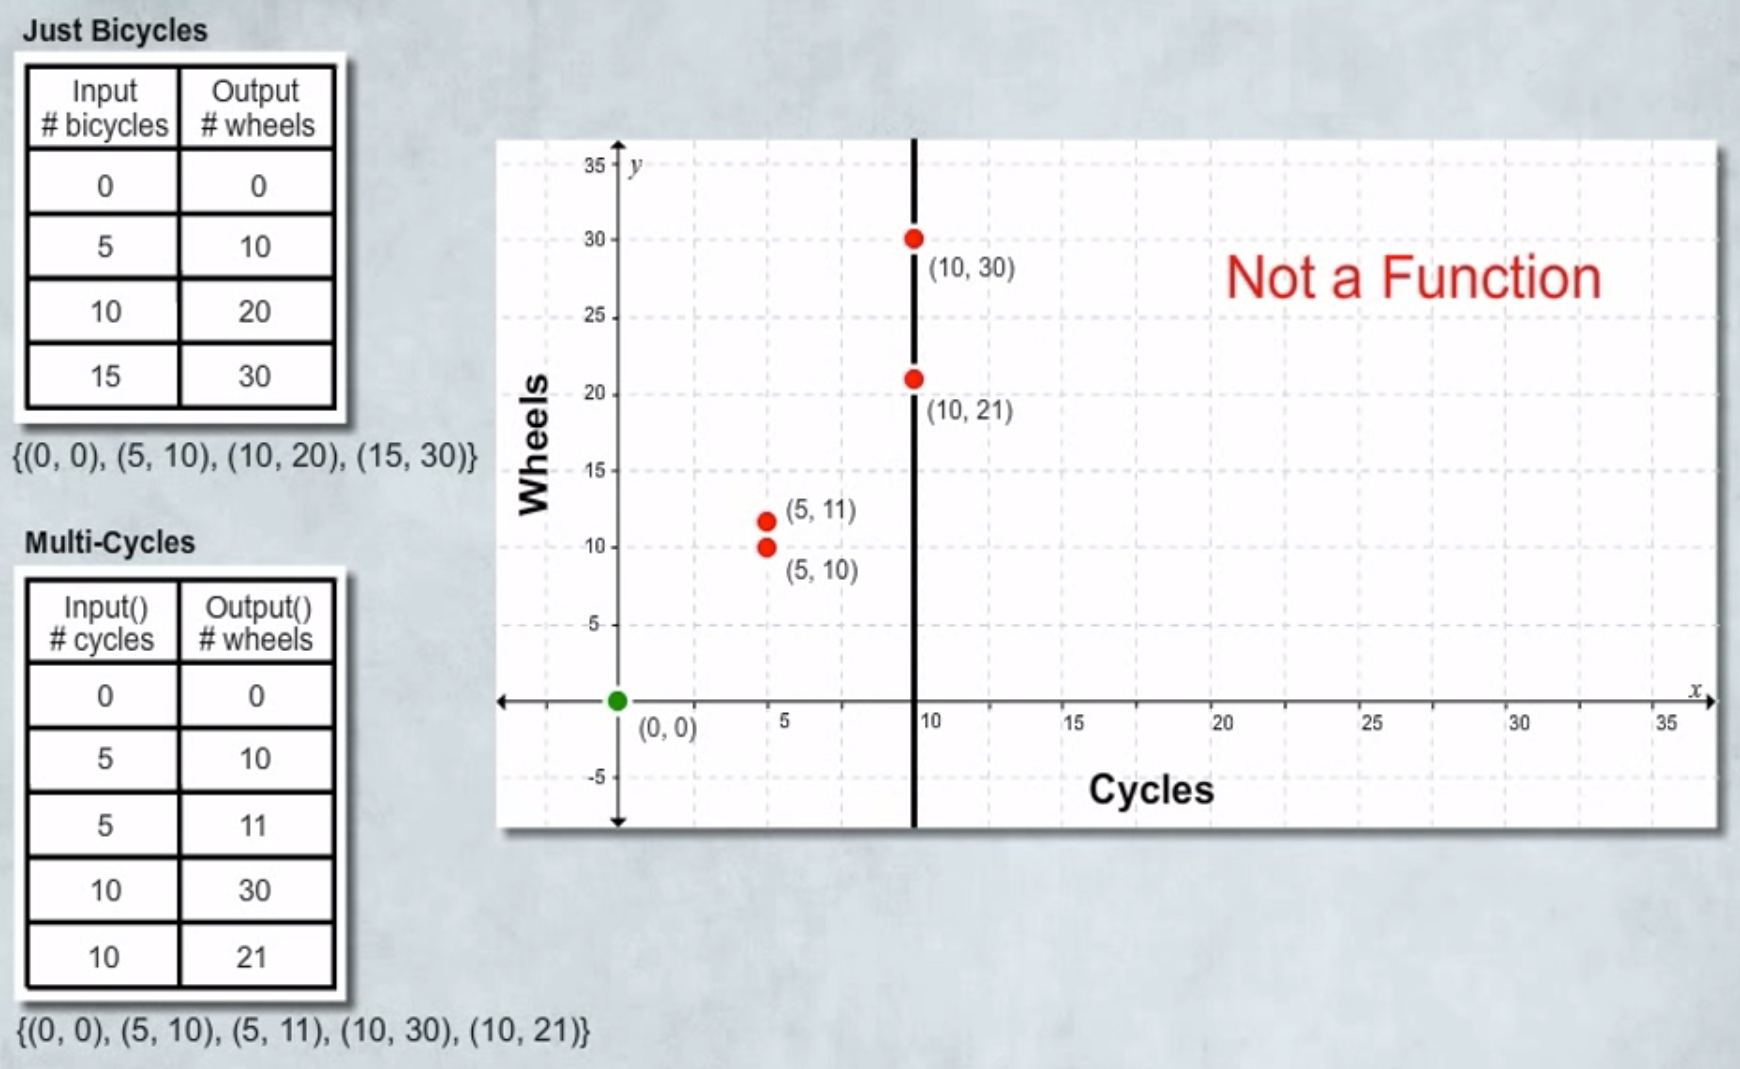 Just Bicycles
Input Output
# bicycles # wheels
0 0
5 10
10 20
15 30
{(0, 0), (5, 10), (10, 20), (15, 30)}
Multi-Cycles
Input() Output()
# cycles # wheels
0 0
5 10
5 11
10 30
10 21
{(0, 0), (5, 10), (5, 11), (10, 30), (10, 21)}
Wheels
35 y
30
(10, 30)
Not a Function
25
20
(10, 21)
15
(5, 11)
10
(5, 10)
5
x
5 10 15 20 25 30 35
(0, 0)
-5
Cycles